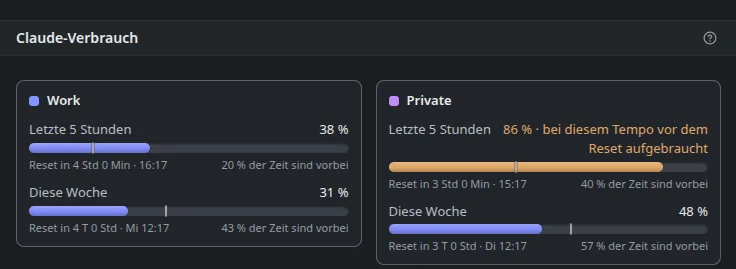 Claude-Verbrauch
Work
Letzte 5 Stunden 38 %
Reset in 4 Std 0 Min · 16:17 20 % der Zeit sind vorbei
Diese Woche 31 %
Reset in 4 T 0 Std · Mi 12:17 43 % der Zeit sind vorbei
Private
Letzte 5 Stunden 86 % · bei diesem Tempo vor dem
Reset aufgebraucht
Reset in 3 Std 0 Min · 15:17 40 % der Zeit sind vorbei
Diese Woche 48 %
Reset in 3 T 0 Std · Di 12:17 57 % der Zeit sind vorbei